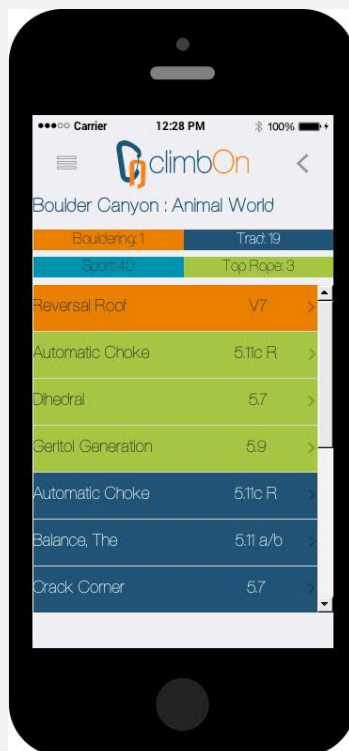 Carrier 12:28 PM 100%
climbOn
Boulder Canyon : Animal World
Bouldering: 1 Trad: 19
Sport: 40 Top Rope: 3
Reversal Roof V7
Automatic Choke 5.11c R
Dihedral 5.7
Geritol Generation 5.9
Automatic Choke 5.11c R
Balance, The 5.11 a/b
Crack Corner 5.7